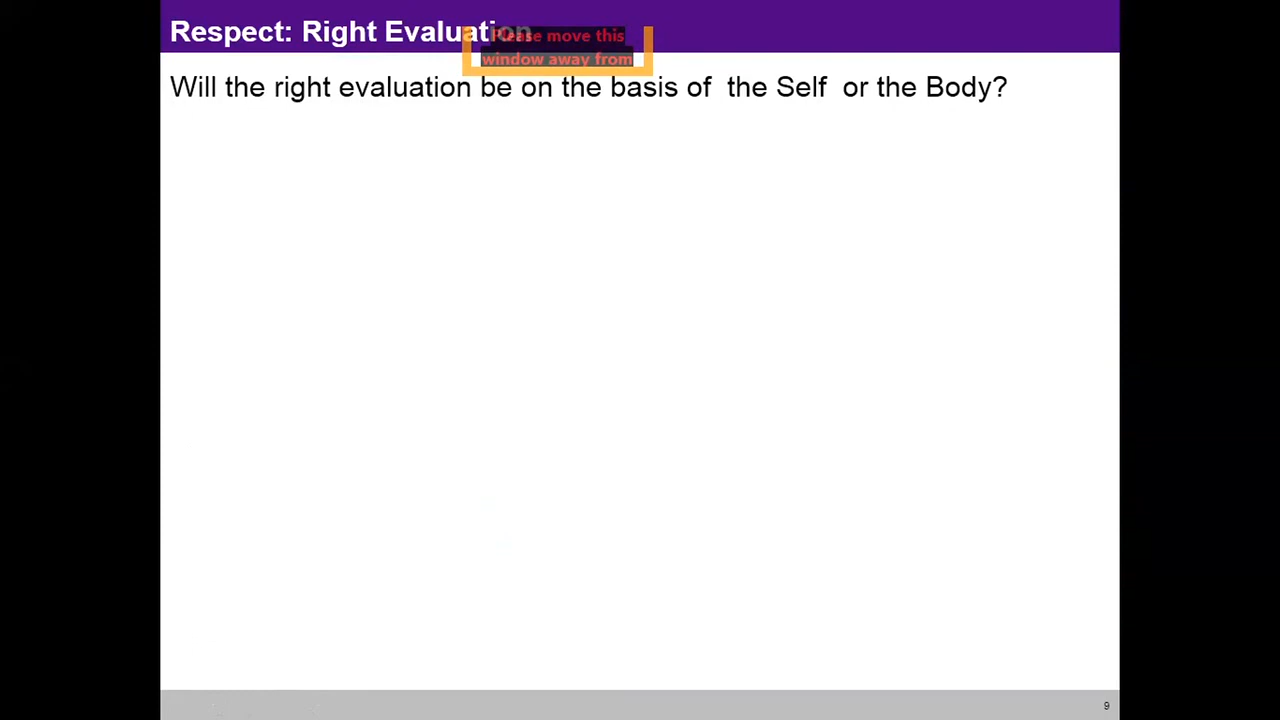 Respect: Right Evaluation
Please move this
window away from
Will the right evaluation be on the basis of the Self or the Body?
9